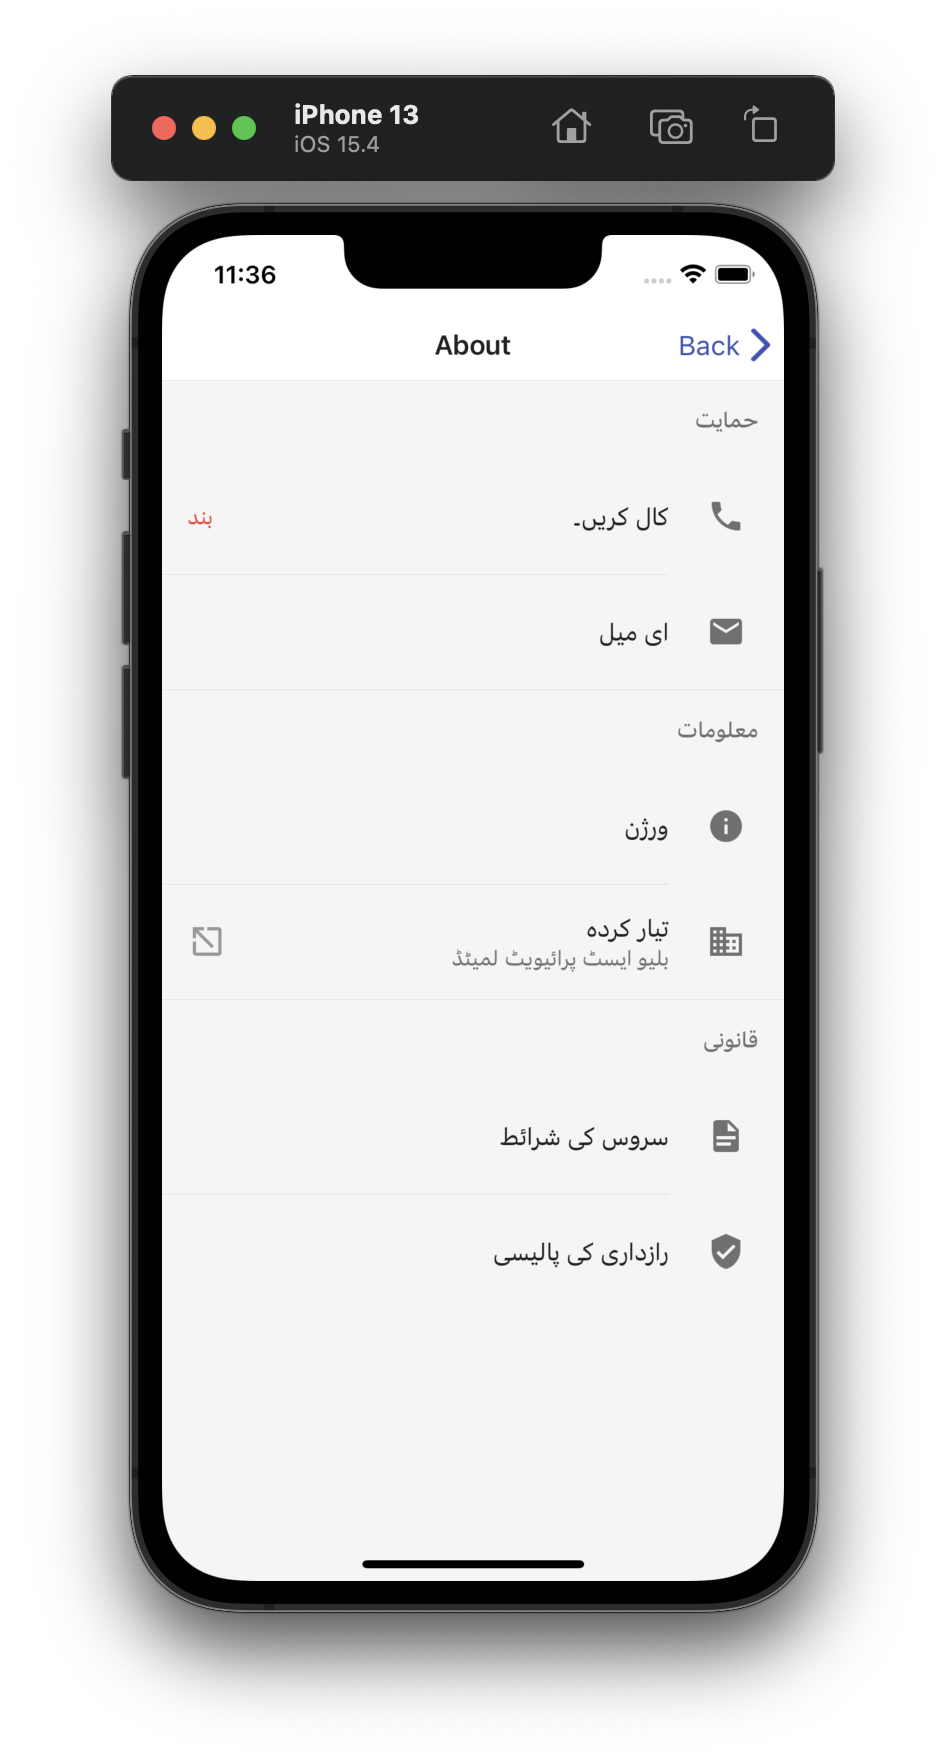 iPhone 13
iOS 15.4
11:36
About
Back
حمایت
کال کریں۔
بند
ای میل
معلومات
ورژن
تیار کردہ
بلیو ایسٹ پرائیویٹ لمیٹڈ
قانونی
سروس کی شرائط
رازداری کی پالیسی